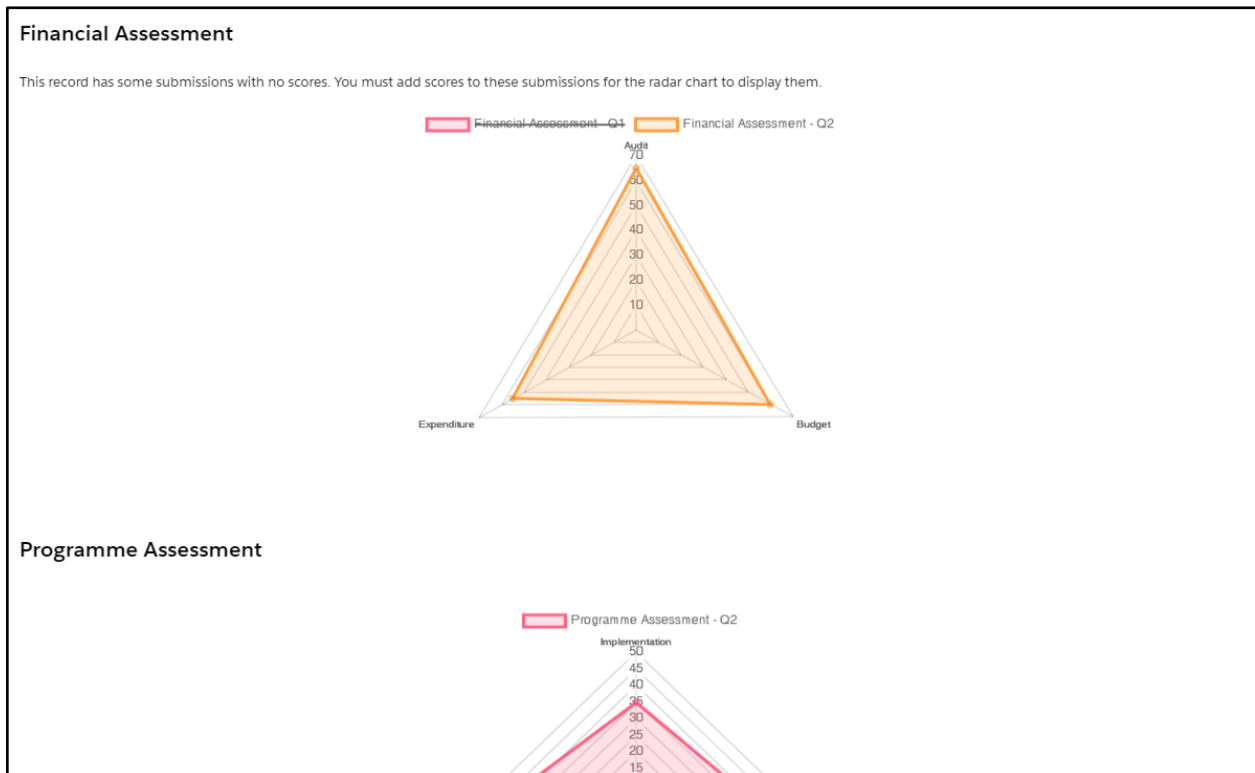 Financial Assessment
This record has some submissions with no scores. You must add scores to these submissions for the radar chart to display them.
Financial Assessment - Q1 Financial Assessment - Q2
Audit
70
60
50
40
30
20
10
Expenditure Budget
Programme Assessment
Programme Assessment - Q2
Implementation
50
45
40
35
30
25
20
15